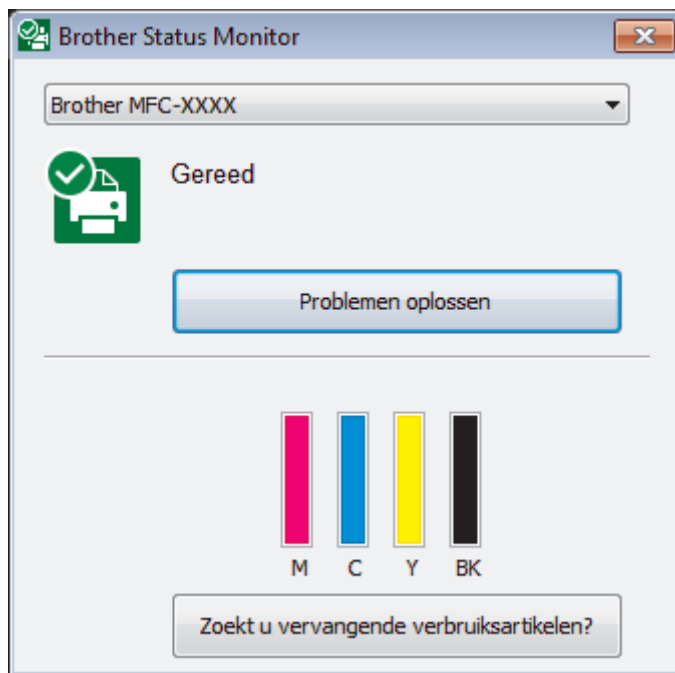 Brother Status Monitor
Brother MFC-XXXX
Gereed
Problemen oplossen
M C Y BK
Zoekt u vervangende verbruiksartikelen?